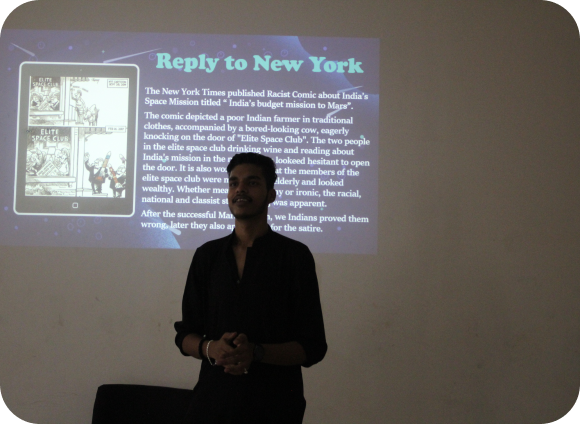 Reply to New York
The New York Times published Racist Comic about India's
Space Mission titled " India's budget mission to Mars".
The comic depicted a poor Indian farmer in traditional
clothes, accompanied by a bored-looking cow, eagerly
knocking on the door of "Elite Space Club". The two people
in the elite space club drinking wine and reading about
India's mission in the lookeed hesitant to open
the door. It is also at the members of the
elite space club were elderly and looked
wealthy. Whether or ironic, the racial,
national and classist was apparent.
After the successful we Indians proved them
wrong, later they also for the satire.
ELITE
SPACE CLUB
ELITE
SPACE CLUB